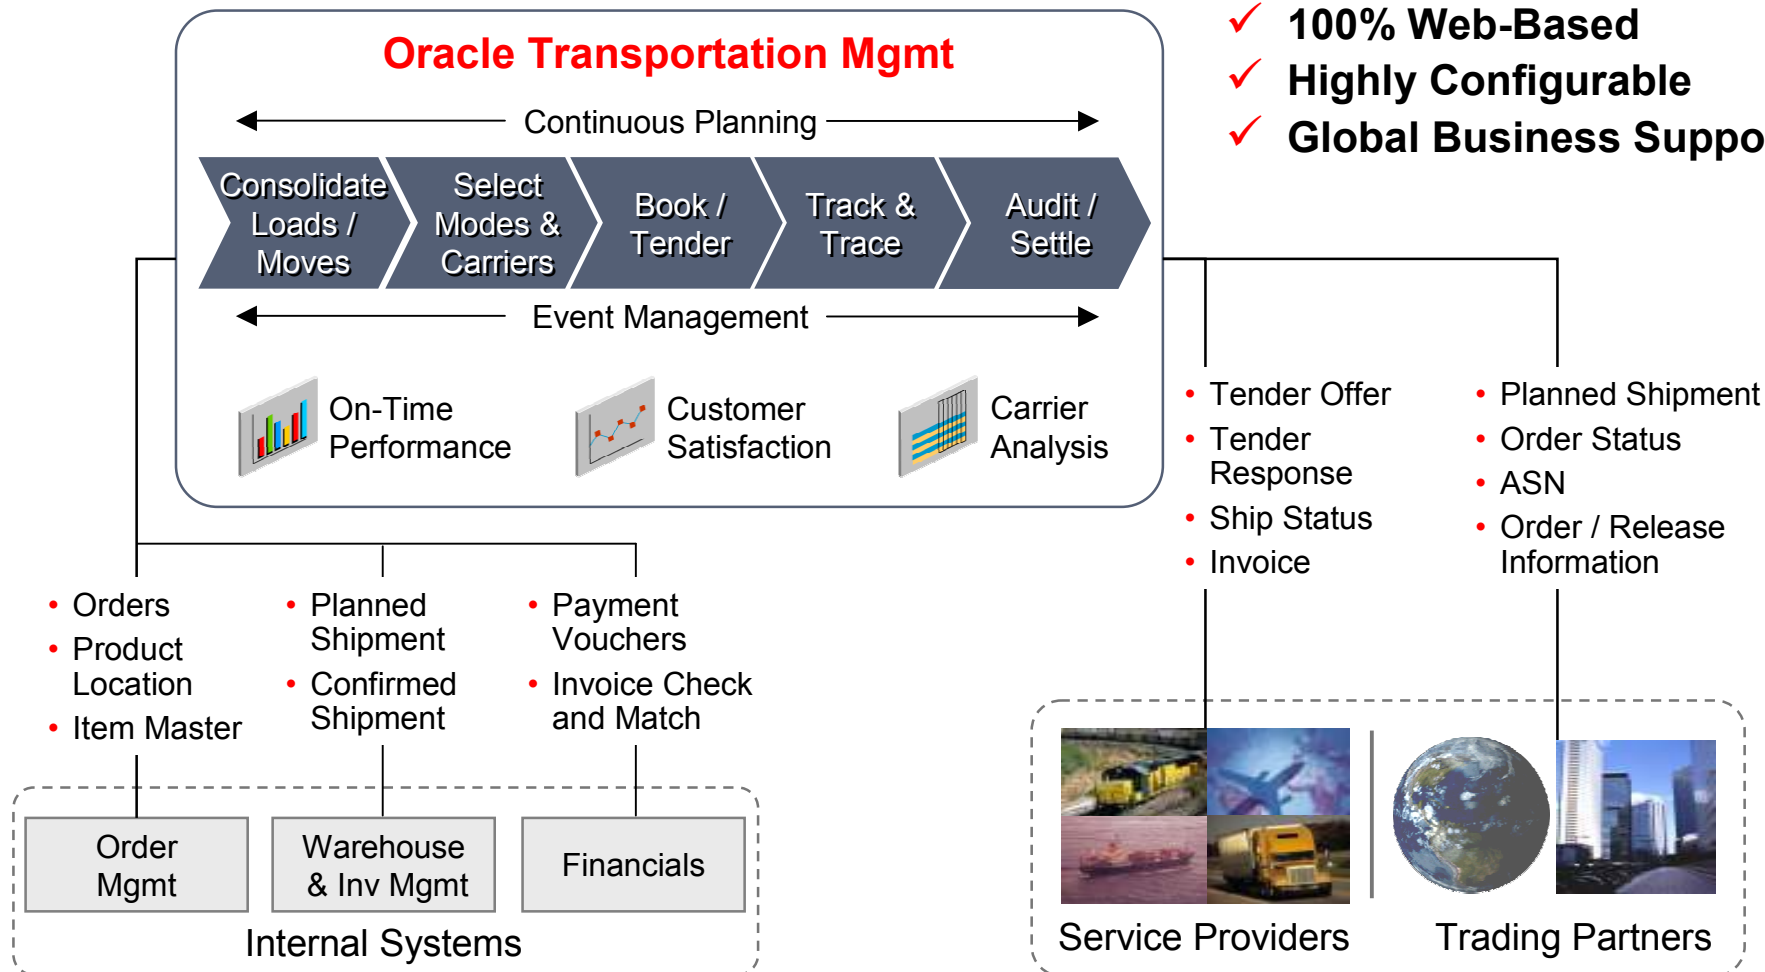 Oracle Transportation Mgmt
100% Web-Based
Highly Configurable
Global Business Suppo
Continuous Planning
Consolidate
Loads /
Moves
Select
Modes &
Carriers
Book /
Tender
Track &
Trace
Audit /
Settle
Event Management
On-Time
Performance
Customer
Satisfaction
Carrier
Analysis
• Tender Offer
• Tender
Response
• Ship Status
• Invoice
• Planned Shipment
• Order Status
• ASN
• Order / Release
Information
• Orders
• Product
Location
• Item Master
• Planned
Shipment
• Confirmed
Shipment
• Payment
Vouchers
• Invoice Check
and Match
Order
Mgmt
Warehouse
& Inv Mgmt
Financials
Internal Systems
Service Providers
Trading Partners